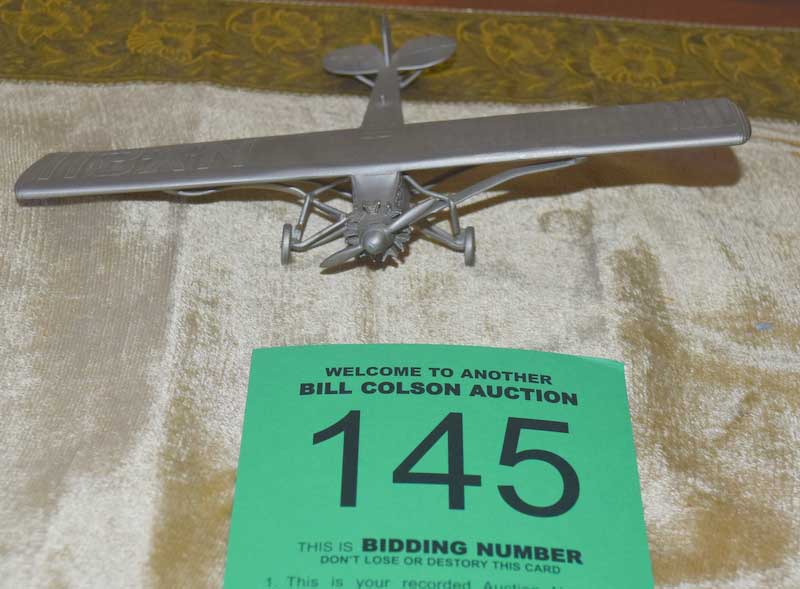 WELCOME TO ANOTHER
BILL COLSON AUCTION
145
THIS IS BIDDING NUMBER
DON'T LOSE OR DESTORY THIS CARD
1. This is your recorded Auction